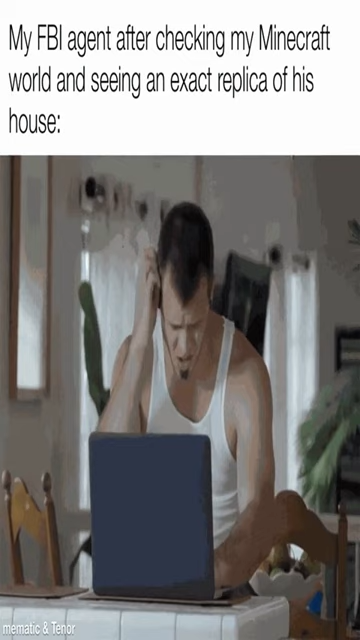 My FBI agent after checking my Minecraft
world and seeing an exact replica of his
house:
mematic & Tenor